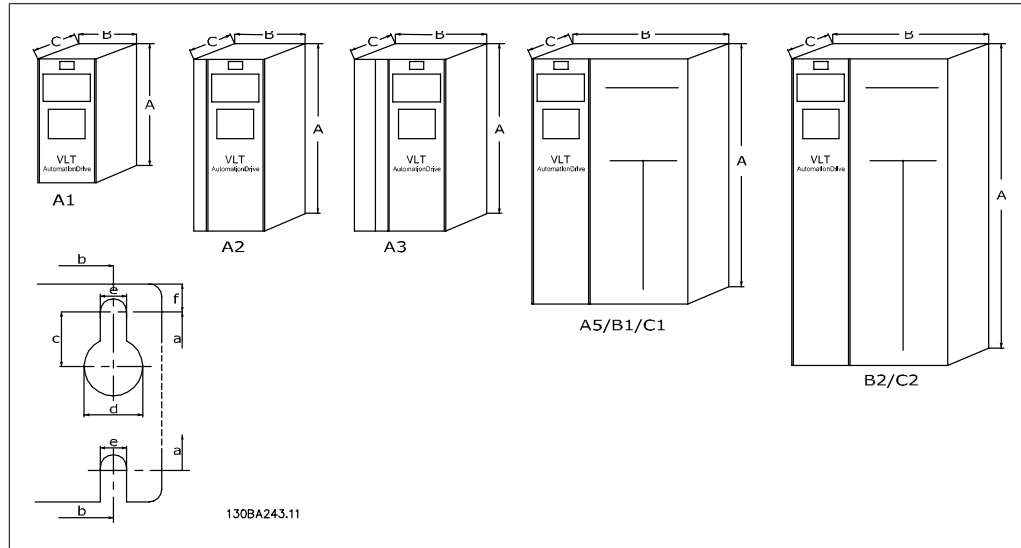 C B A
VLT
AutomationDrive
A1
C B A
VLT
AutomationDrive
A2
C B A
VLT
AutomationDrive
A3
C B A
VLT
AutomationDrive
A5/B1/C1
C B A
VLT
AutomationDrive
B2/C2
b
e
f
c
a
d
e
a
b
130BA243.11